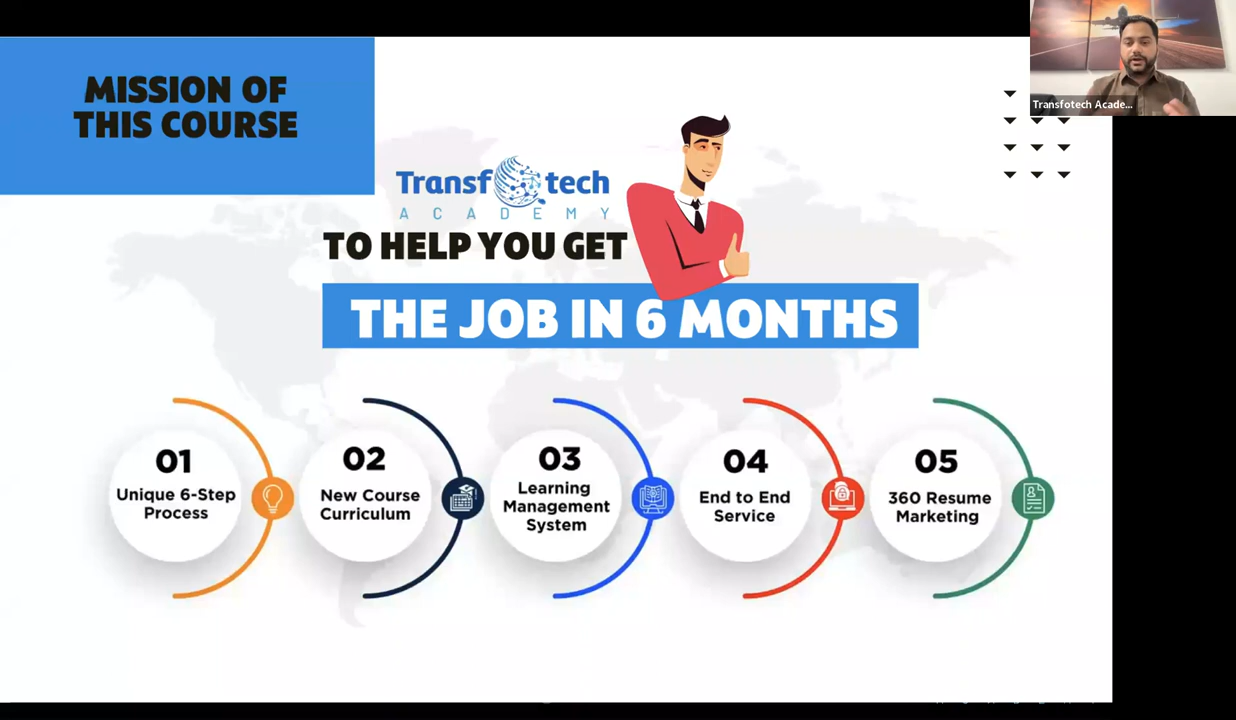 MISSION OF
THIS COURSE
Transfotech Acade...
Transf tech
ACADEMY
TO HELP YOU GET
THE JOB IN 6 MONTHS
01
Unique 6-Step
Process
02
New Course
Curriculum
03
Learning
Management
System
04
End to End
Service
05
360 Resume
Marketing